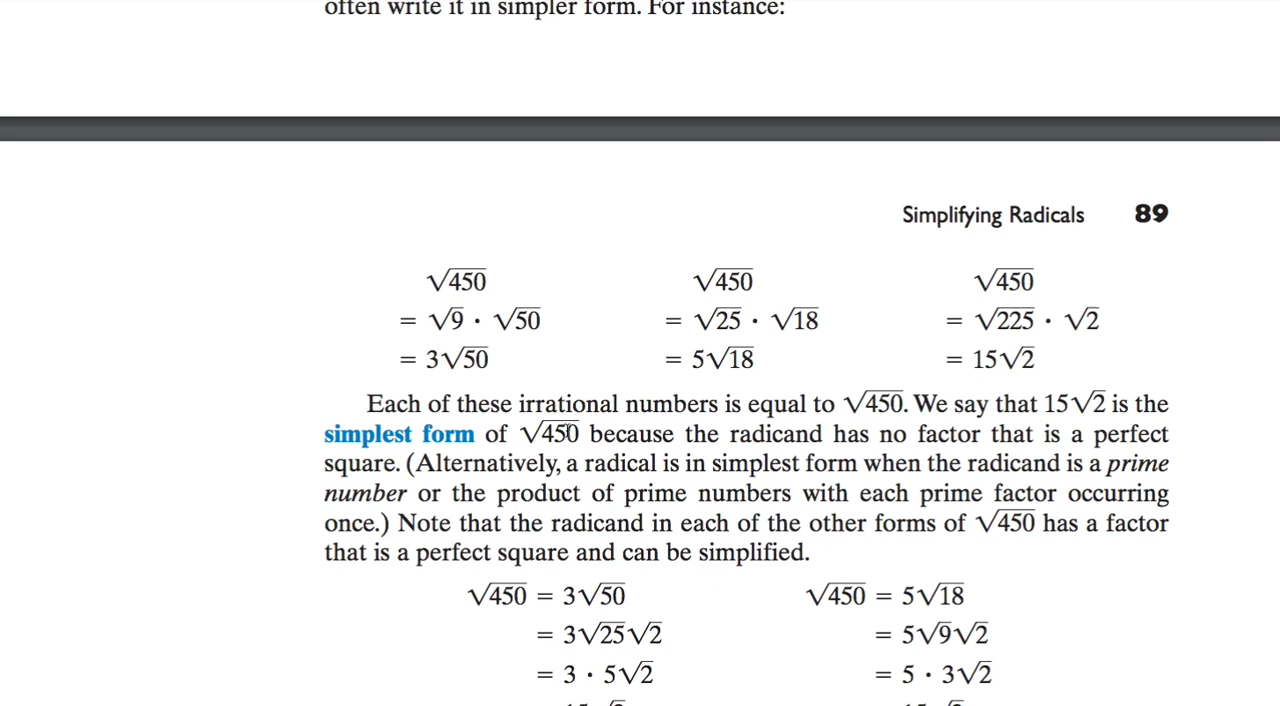 often write it in simpler form. For instance:
Simplifying Radicals 89
√450 √450 √450
= √9 · √50 = √25 · √18 = √225 · √2
= 3√50 = 5√18 = 15√2
Each of these irrational numbers is equal to √450. We say that 15√2 is the
simplest form of √450 because the radicand has no factor that is a perfect
square. (Alternatively, a radical is in simplest form when the radicand is a prime
number or the product of prime numbers with each prime factor occurring
once.) Note that the radicand in each of the other forms of √450 has a factor
that is a perfect square and can be simplified.
√450 = 3√50 √450 = 5√18
= 3√25√2 = 5√9√2
= 3 · 5√2 = 5 · 3√2